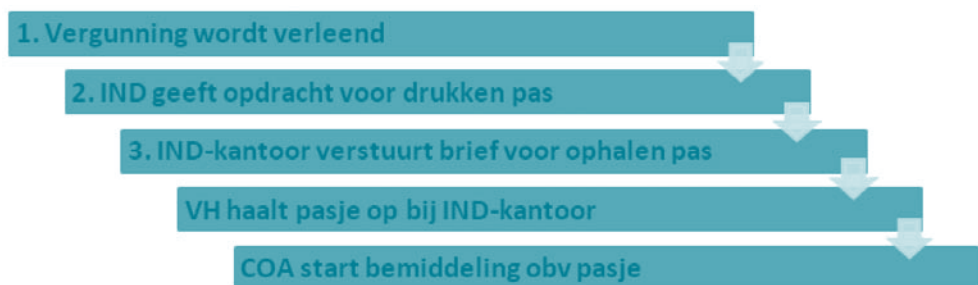 1. Vergunning wordt verleend
2. IND geeft opdracht voor drukken pas
3. IND-kantoor verstuurt brief voor ophalen pas
VH haalt pasje op bij IND-kantoor
COA start bemiddeling obv pasje